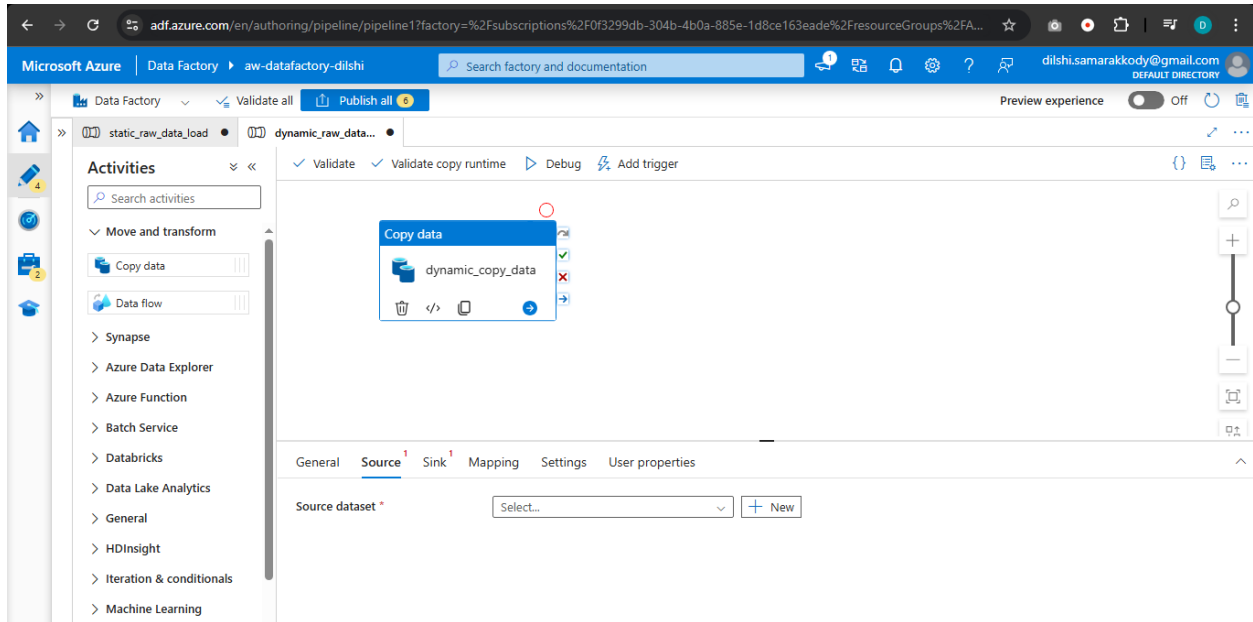 adf.azure.com/en/authoring/pipeline/pipeline1?factory=%2Fsubscriptions%2F0f3299db-304b-4b0a-885e-1d8ce163eade%2FresourceGroups%2FA...
D
Microsoft Azure
Data Factory
aw-datafactory-dilshi
Search factory and documentation
1
dilshi.samarakkody@gmail.com
DEFAULT DIRECTORY
Data Factory
Validate all
Publish all 6
Preview experience
Off
static_raw_data_load
dynamic_raw_data...
4
2
Activities
Search activities
Move and transform
Copy data
Data flow
Synapse
Azure Data Explorer
Azure Function
Batch Service
Databricks
Data Lake Analytics
General
HDInsight
Iteration & conditionals
Machine Learning
Validate
Validate copy runtime
Debug
Add trigger
Copy data
dynamic_copy_data
General
Source 1
Sink 1
Mapping
Settings
User properties
Source dataset *
Select...
New